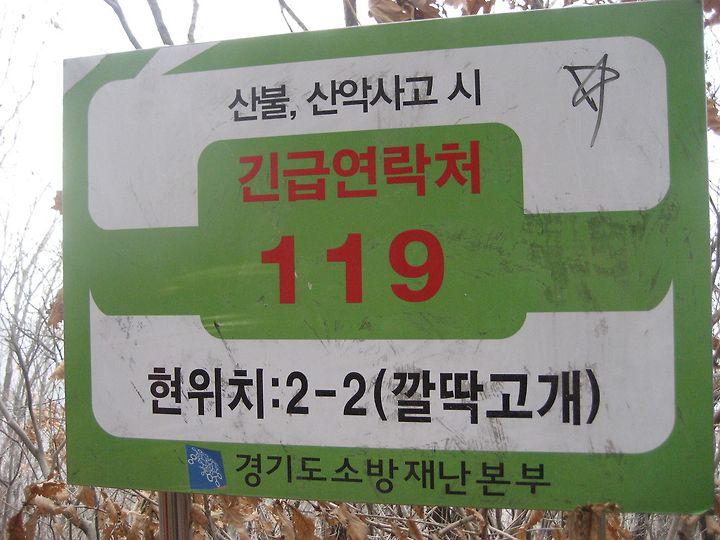 산불, 산악사고 시
긴급연락처
119
현위치:2-2(깔딱고개)
경기도소방재난본부